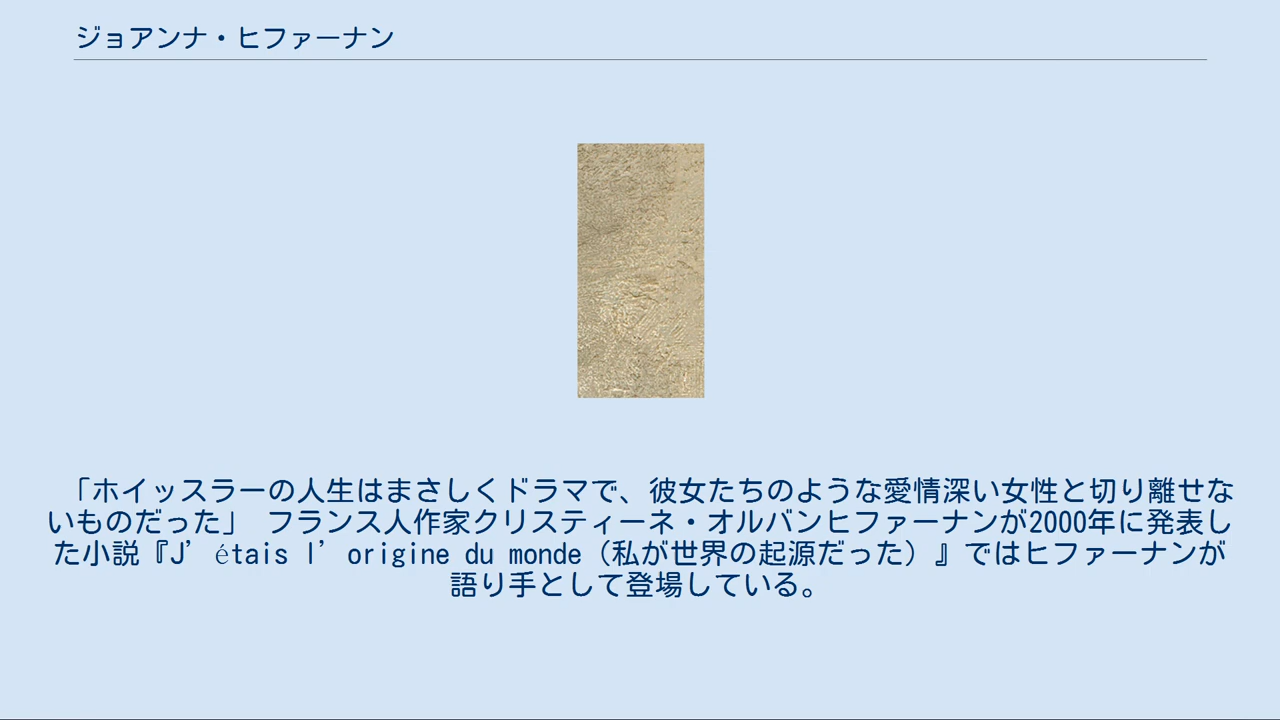 ジョアンナ・ヒファーナン
「ホイッスラーの人生はまさしくドラマで、彼女たちのような愛情深い女性と切り離せな
いものだった」 フランス人作家クリスティーネ・オルバンヒファーナンが2000年に発表し
た小説『J’étais l’origine du monde（私が世界の起源だった）』ではヒファーナンが
語り手として登場している。